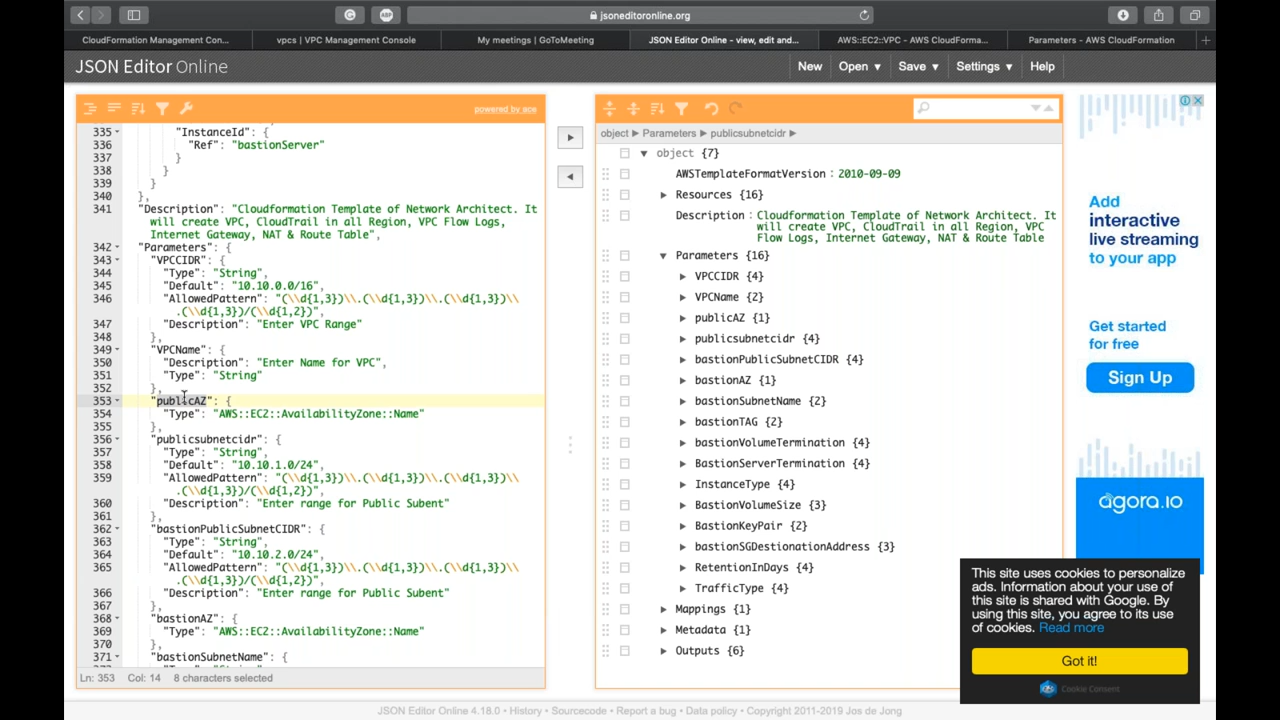 jsoneditoronline.org
CloudFormation Management Con...
vpcs | VPC Management Console
My meetings | GoToMeeting
JSON Editor Online - view, edit and...
AWS::EC2::VPC - AWS CloudForma...
Parameters - AWS CloudFormation
JSON Editor Online
New
Open ▾
Save ▾
Settings ▾
Help
powered by ace
335
"InstanceId": {
336
"Ref": "bastionServer"
337
}
338
}
339
}
340
},
341
"Description": "Cloudformation Template of Network Architect. It
will create VPC, CloudTrail in all Region, VPC Flow Logs,
Internet Gateway, NAT & Route Table",
342
"Parameters": {
343
"VPCCIDR": {
344
"Type": "String",
345
"Default": "10.10.0.0/16",
346
"AllowedPattern": "(\\d{1,3})\\.(\\d{1,3})\\.(\\d{1,3})\\
.(\\d{1,3})/(\\d{1,2})",
347
"Description": "Enter VPC Range"
348
},
349
"VPCName": {
350
"Description": "Enter Name for VPC",
351
"Type": "String"
352
},
353
"publicAZ": {
354
"Type": "AWS::EC2::AvailabilityZone::Name"
355
},
356
"publicsubnetcidr": {
357
"Type": "String",
358
"Default": "10.10.1.0/24",
359
"AllowedPattern": "(\\d{1,3})\\.(\\d{1,3})\\.(\\d{1,3})\\
.(\\d{1,3})/(\\d{1,2})",
360
"Description": "Enter range for Public Subent"
361
},
362
"bastionPublicSubnetCIDR": {
363
"Type": "String",
364
"Default": "10.10.2.0/24",
365
"AllowedPattern": "(\\d{1,3})\\.(\\d{1,3})\\.(\\d{1,3})\\
.(\\d{1,3})/(\\d{1,2})",
366
"Description": "Enter range for Public Subent"
367
},
368
"bastionAZ": {
369
"Type": "AWS::EC2::AvailabilityZone::Name"
370
},
371
"bastionSubnetName": {
Ln: 353 Col: 14 8 characters selected
object ▶ Parameters ▶ publicsubnetcidr ▶
object {7}
AWSTemplateFormatVersion : 2010-09-09
Resources {16}
Description : Cloudformation Template of Network Architect. It
will create VPC, CloudTrail in all Region, VPC
Flow Logs, Internet Gateway, NAT & Route Table
Parameters {16}
VPCCIDR {4}
VPCName {2}
publicAZ {1}
publicsubnetcidr {4}
bastionPublicSubnetCIDR {4}
bastionAZ {1}
bastionSubnetName {2}
bastionTAG {2}
bastionVolumeTermination {4}
BastionServerTermination {4}
InstanceType {4}
BastionVolumeSize {3}
BastionKeyPair {2}
bastionSGDestionationAddress {3}
RetentionInDays {4}
TrafficType {4}
Mappings {1}
Metadata {1}
Outputs {6}
Add
interactive
live streaming
to your app
Get started
for free
Sign Up
agora.io
This site uses cookies to personalize
ads. Information about your use of
this site is shared with Google. By
using this site, you agree to its use
of cookies. Read more
Got it!
Cookie Consent
JSON Editor Online 4.18.0 • History • Sourcecode • Report a bug • Data policy • Copyright 2011-2019 Jos de Jong